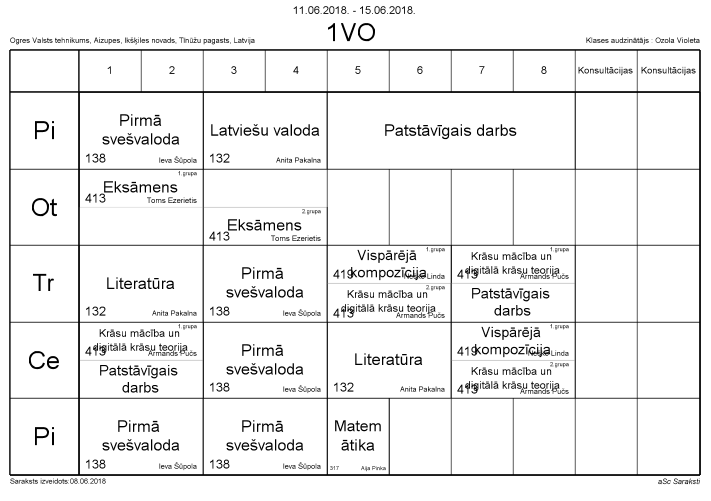 11.06.2018. - 15.06.2018.
1VO
Ogres Valsts tehnikums, Aizupes, Ikšķiles novads, Tīnūžu pagasts, Latvija
Klases audzinātājs : Ozola Violeta
1 2 3 4 5 6 7 8 Konsultācijas Konsultācijas
Pi
Pirmā
svešvaloda
138 Ieva Šūpola
Latviešu valoda
132 Anita Pakalna
Patstāvīgais darbs
Ot
1.grupa
Eksāmens
413 Toms Ezerietis
2.grupa
Eksāmens
413 Toms Ezerietis
Tr
Literatūra
132 Anita Pakalna
Pirmā
svešvaloda
138 Ieva Šūpola
1.grupa
Vispārējā
kompozīcija
419 Linda
2.grupa
Krāsu mācība un
digitālā krāsu teorija
413 Armands Pučs
1.grupa
Krāsu mācība un
digitālā krāsu teorija
413 Armands Pučs
Patstāvīgais
darbs
Ce
1.grupa
Krāsu mācība un
digitālā krāsu teorija
413 Armands Pučs
Patstāvīgais
darbs
Pirmā
svešvaloda
138 Ieva Šūpola
Literatūra
132 Anita Pakalna
1.grupa
Vispārējā
kompozīcija
419 Linda
2.grupa
Krāsu mācība un
digitālā krāsu teorija
413 Armands Pučs
Pi
Pirmā
svešvaloda
138 Ieva Šūpola
Pirmā
svešvaloda
138 Ieva Šūpola
Matem
ātika
317 Aija Pinka
Saraksts izveidots:08.06.2018
aSc Saraksti